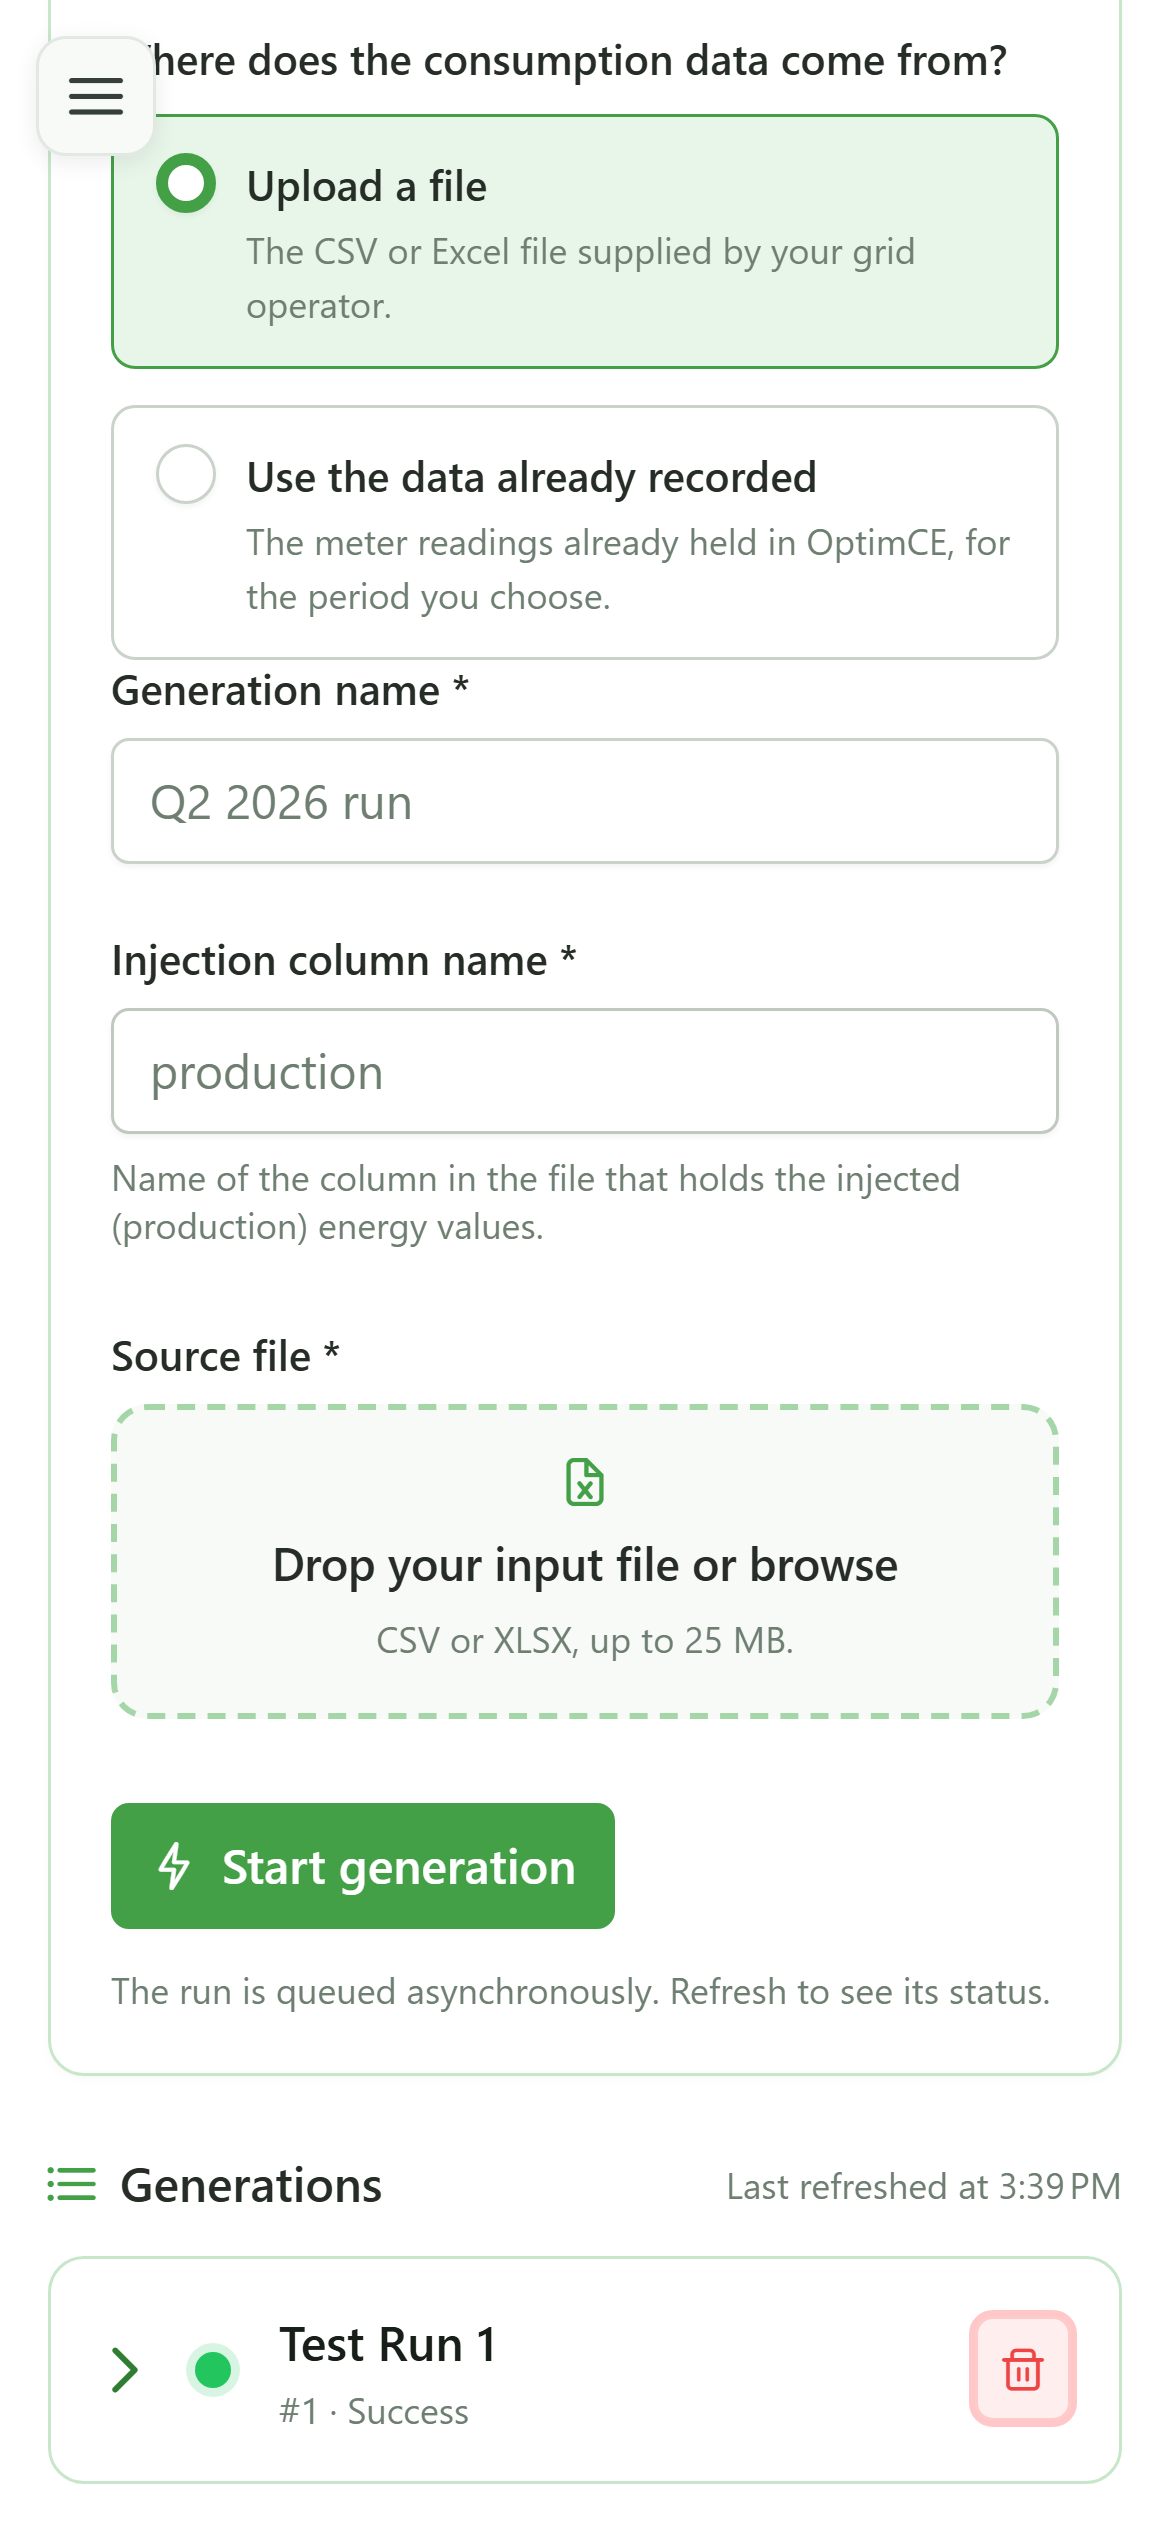 here does the consumption data come from?
Upload a file
The CSV or Excel file supplied by your grid
operator.
Use the data already recorded
The meter readings already held in OptimCE, for
the period you choose.
Generation name *
Q2 2026 run
Injection column name *
production
Name of the column in the file that holds the injected
(production) energy values.
Source file *
Drop your input file or browse
CSV or XLSX, up to 25 MB.
Start generation
The run is queued asynchronously. Refresh to see its status.
Generations
Last refreshed at 3:39 PM
Test Run 1
#1 · Success